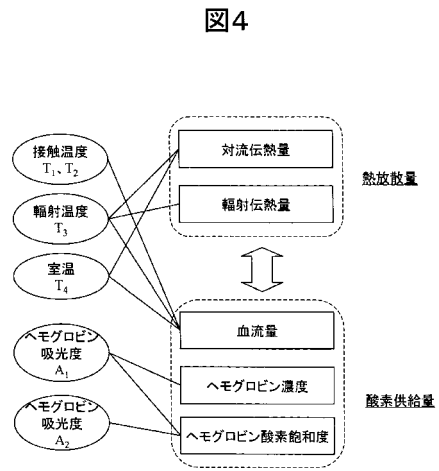 図4
接触温度
T₁、T₂
輻射温度
T₃
室温
T₄
ヘモグロビン
吸光度
A₁
ヘモグロビン
吸光度
A₂
対流伝熱量
輻射伝熱量
熱放散量
血流量
ヘモグロビン濃度
ヘモグロビン酸素飽和度
酸素供給量